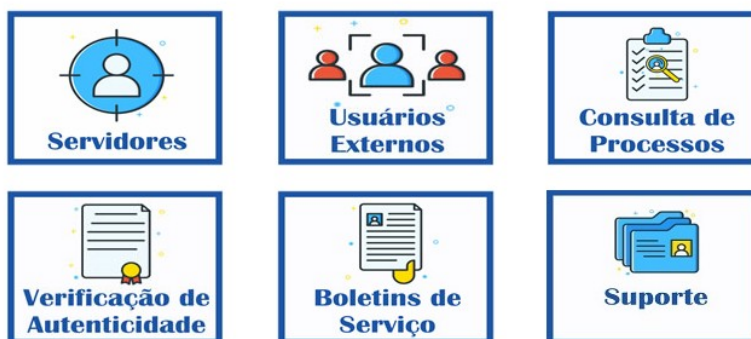 Servidores
Usuários
Externos
Consulta de
Processos
Verificação de
Autenticidade
Boletins de
Serviço
Suporte